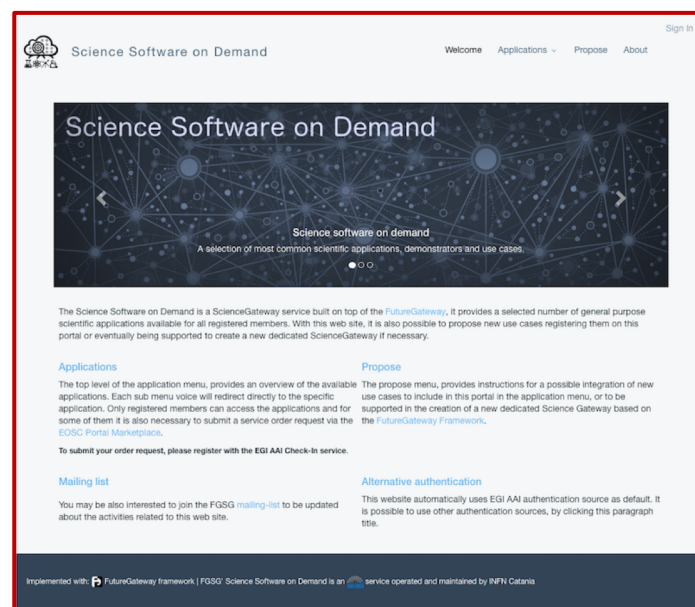 Sign In
Science Software on Demand
Welcome Applications Propose About
Science Software on Demand
Science software on demand
A selection of most common scientific applications, demonstrators and use cases.
The Science Software on Demand is a ScienceGateway service built on top of the FutureGateway, it provides a selected number of general purpose
scientific applications available for all registered members. With this web site, it is also possible to propose new use cases registering them on this
portal or eventually being supported to create a new dedicated ScienceGateway if necessary.
Applications
The top level of the application menu, provides an overview of the available
applications. Each sub menu voice will redirect directly to the specific
application. Only registered members can access the applications and for
some of them it is also necessary to submit a service order request via the
EOSC Portal Marketplace.
To submit your order request, please register with the EGI AAI Check-In service.
Propose
The propose menu, provides instructions for a possible integration of new
use cases to include in this portal in the application menu, or to be
supported in the creation of a new dedicated Science Gateway based on
the FutureGateway Framework.
Mailing list
You may be also interested to join the FGSG mailing-list to be updated
about the activities related to this web site.
Alternative authentication
This website automatically uses EGI AAI authentication source as default. It
is possible to use other authentication sources, by clicking this paragraph
title.
Implemented with: FutureGateway framework | FGSG' Science Software on Demand is an service operated and maintained by INFN Catania